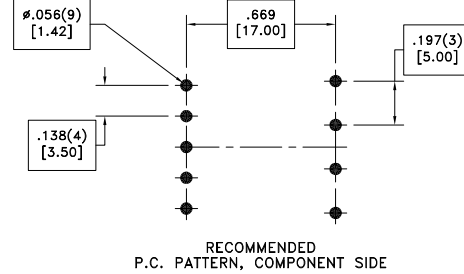 ø.056(9)
[1.42]
.669
[17.00]
.197(3)
[5.00]
.138(4)
[3.50]
RECOMMENDED
P.C. PATTERN, COMPONENT SIDE